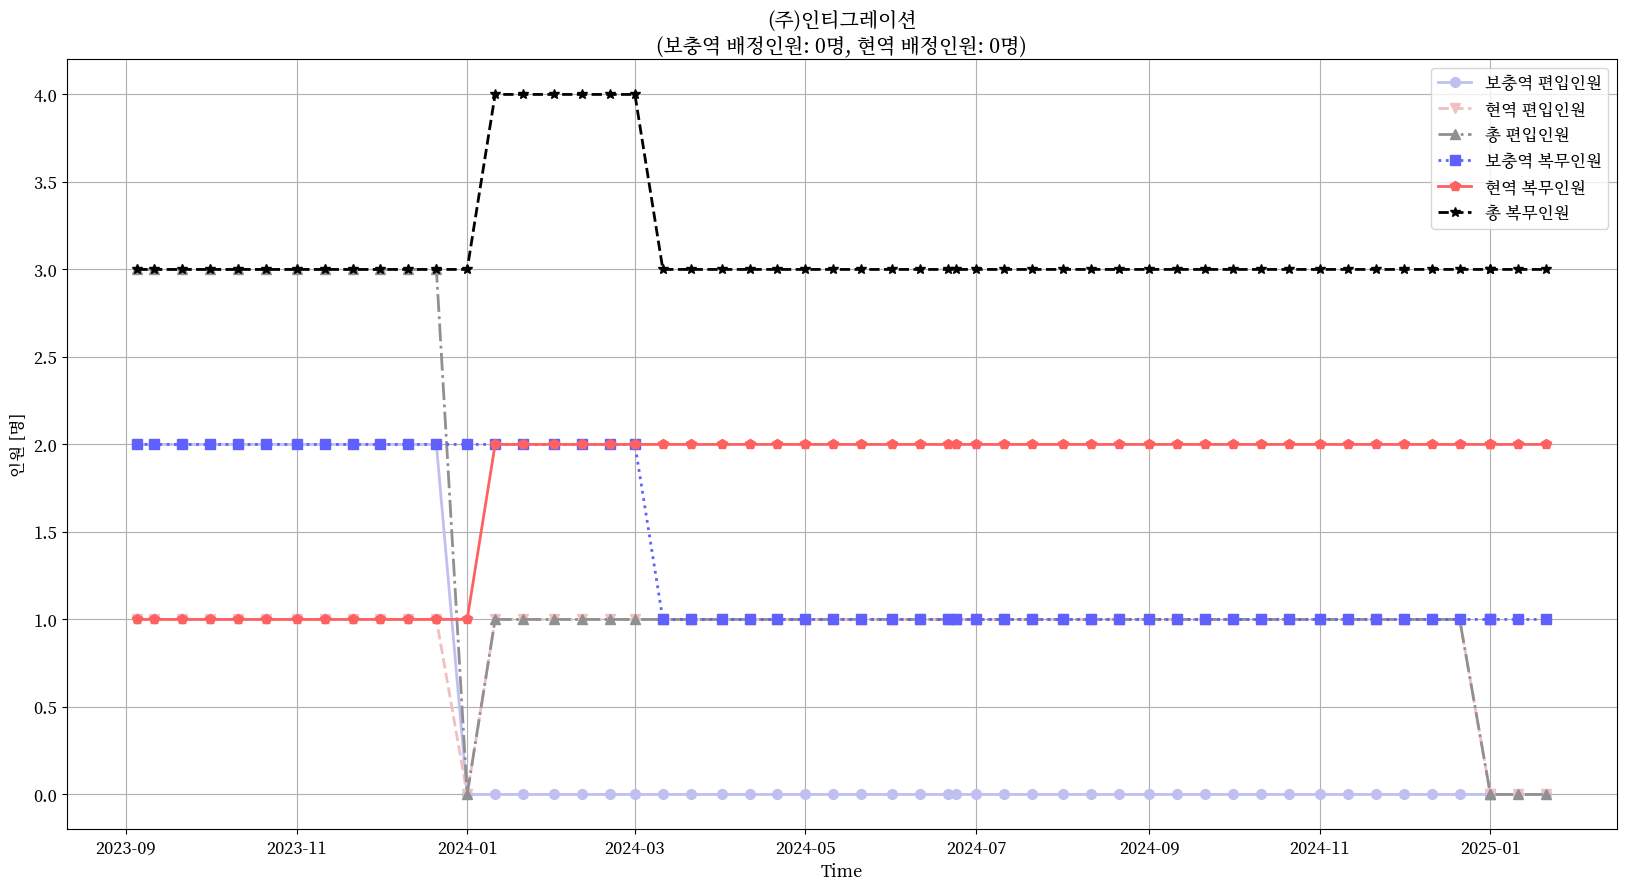 (주)인티그레이션
(보충역 배정인원: 0명, 현역 배정인원: 0명)
보충역 편입인원
현역 편입인원
총 편입인원
보충역 복무인원
현역 복무인원
총 복무인원
인원 [명]
4.0
3.5
3.0
2.5
2.0
1.5
1.0
0.5
0.0
2023-09
2023-11
2024-01
2024-03
2024-05
2024-07
2024-09
2024-11
2025-01
Time